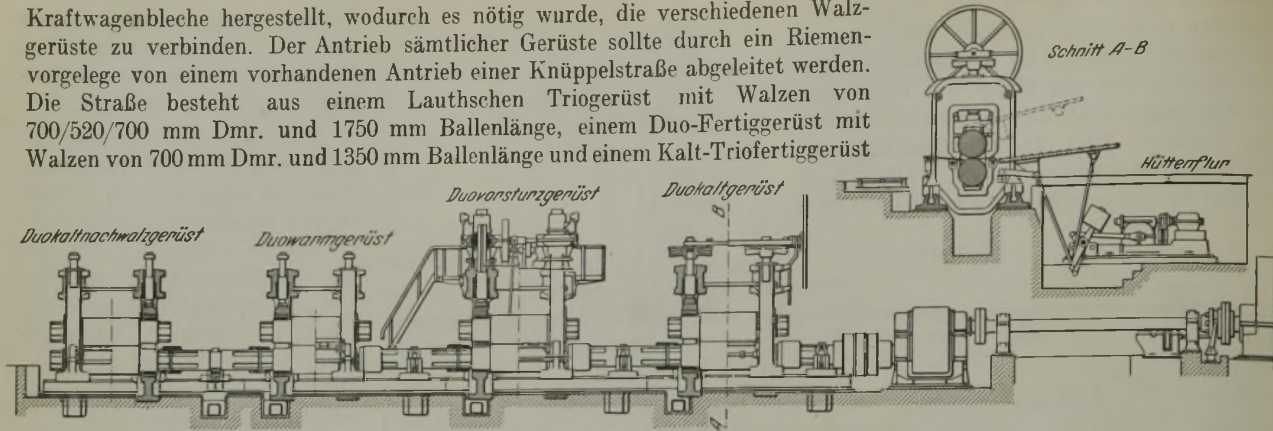 Kraftwagenbleche hergestellt, wodurch es nötig wurde, die verschiedenen Walz-
gerüste zu verbinden. Der Antrieb sämtlicher Gerüste sollte durch ein Riemen-
vorgelege von einem vorhandenen Antrieb einer Knüppelstraße abgeleitet werden.
Die Straße besteht aus einem Lauthschen Triogerüst mit Walzen von
700/520/700 mm Dmr. und 1750 mm Ballenlänge, einem Duo-Fertiggerüst mit
Walzen von 700 mm Dmr. und 1350 mm Ballenlänge und einem Kalt-Triofertiggerüst
Schnitt A-B
Hüttenflur
Duokaltnachwalzgerüst
Duowarmgerüst
Duovorsturzgerüst
Duokaltgerüst
B
A